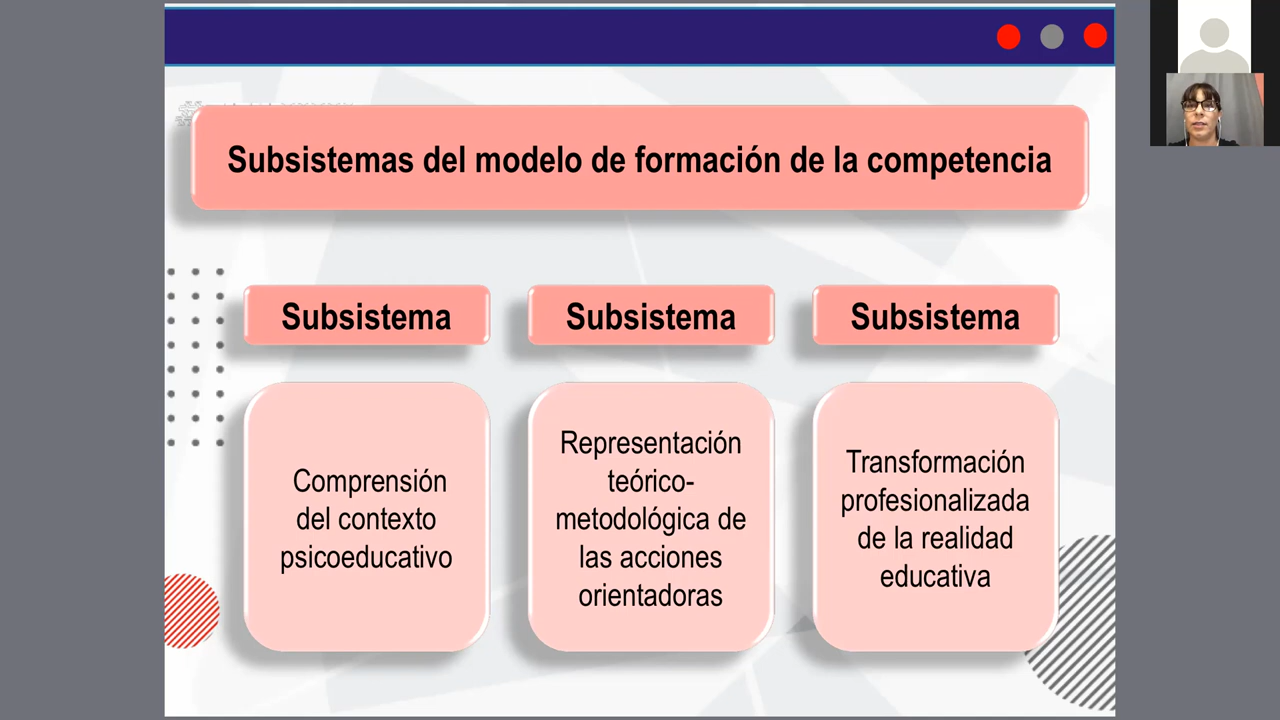 Subsistemas del modelo de formación de la competencia
Subsistema
Comprensión
del contexto
psicoeducativo
Subsistema
Representación
teórico-
metodológica de
las acciones
orientadoras
Subsistema
Transformación
profesionalizada
de la realidad
educativa